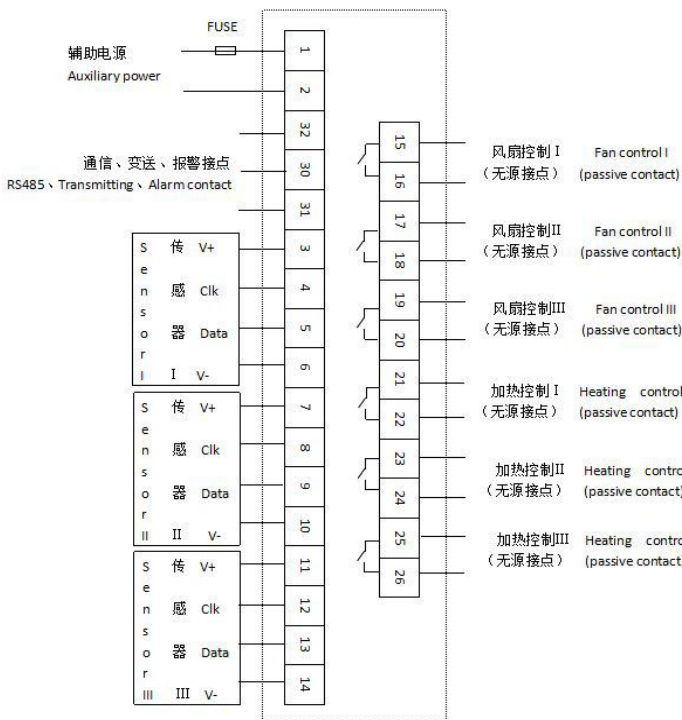 FUSE
辅助电源
Auxiliary power
1
2
32
通信、变送、报警接点
30
RS485、Transmitting、Alarm contact
31
Sensor I
传感器 I
V+
Clk
Data
V-
3
4
5
6
Sensor II
传感器 II
V+
Clk
Data
V-
7
8
9
10
Sensor III
传感器 III
V+
Clk
Data
V-
11
12
13
14
15
16
风扇控制 I Fan control I
（无源接点） (passive contact)
17
18
风扇控制II Fan control II
（无源接点） (passive contact)
19
20
风扇控制III Fan control III
（无源接点） (passive contact)
21
22
加热控制 I Heating control
（无源接点） (passive contact)
23
24
加热控制II Heating contro
（无源接点） (passive contact)
25
26
加热控制III Heating contro
（无源接点） (passive contact